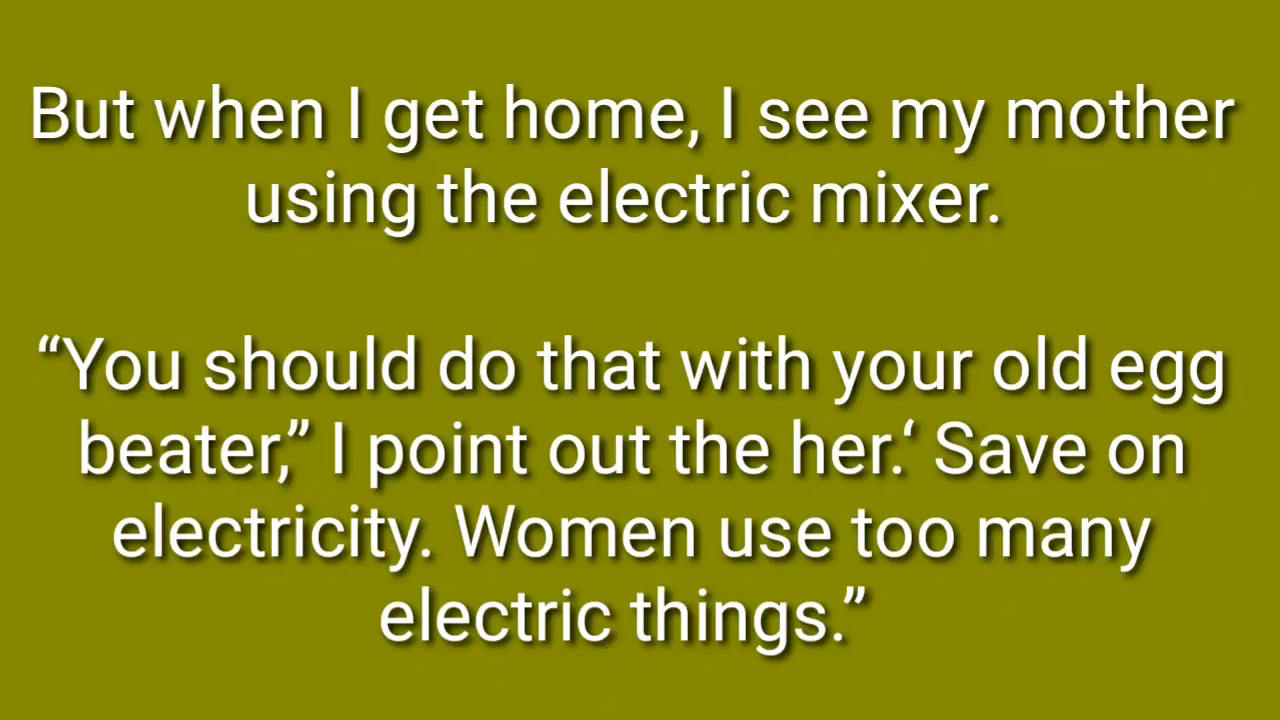 But when I get home, I see my mother
using the electric mixer.
“You should do that with your old egg
beater,” I point out the her.‘ Save on
electricity. Women use too many
electric things.”